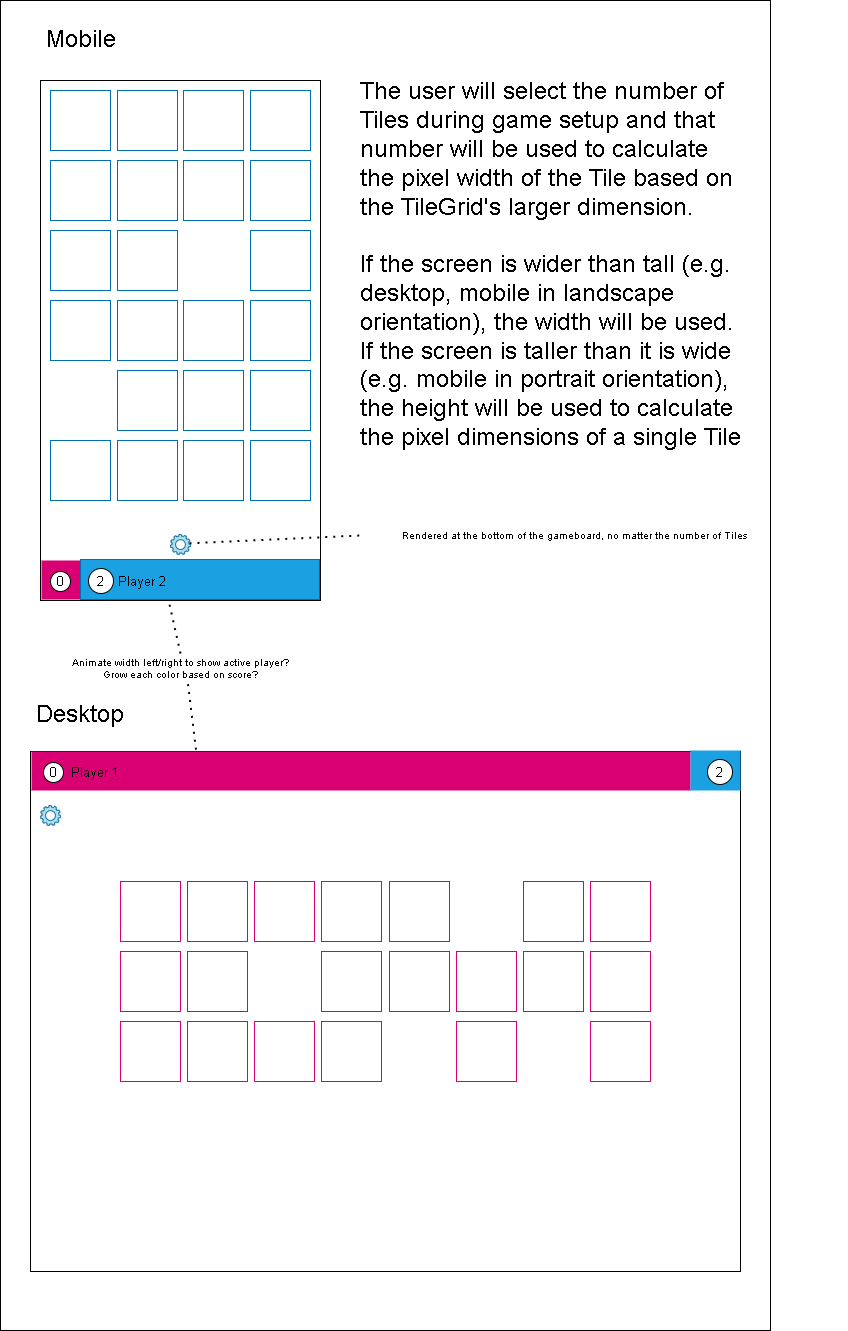 Mobile
The user will select the number of
Tiles during game setup and that
number will be used to calculate
the pixel width of the Tile based on
the TileGrid's larger dimension.
If the screen is wider than tall (e.g.
desktop, mobile in landscape
orientation), the width will be used.
If the screen is taller than it is wide
(e.g. mobile in portrait orientation),
the height will be used to calculate
the pixel dimensions of a single Tile
Rendered at the bottom of the gameboard, no matter the number of Tiles
0 2 Player 2
Animate width left/right to show active player?
Grow each color based on score?
Desktop
0 Player 1 2